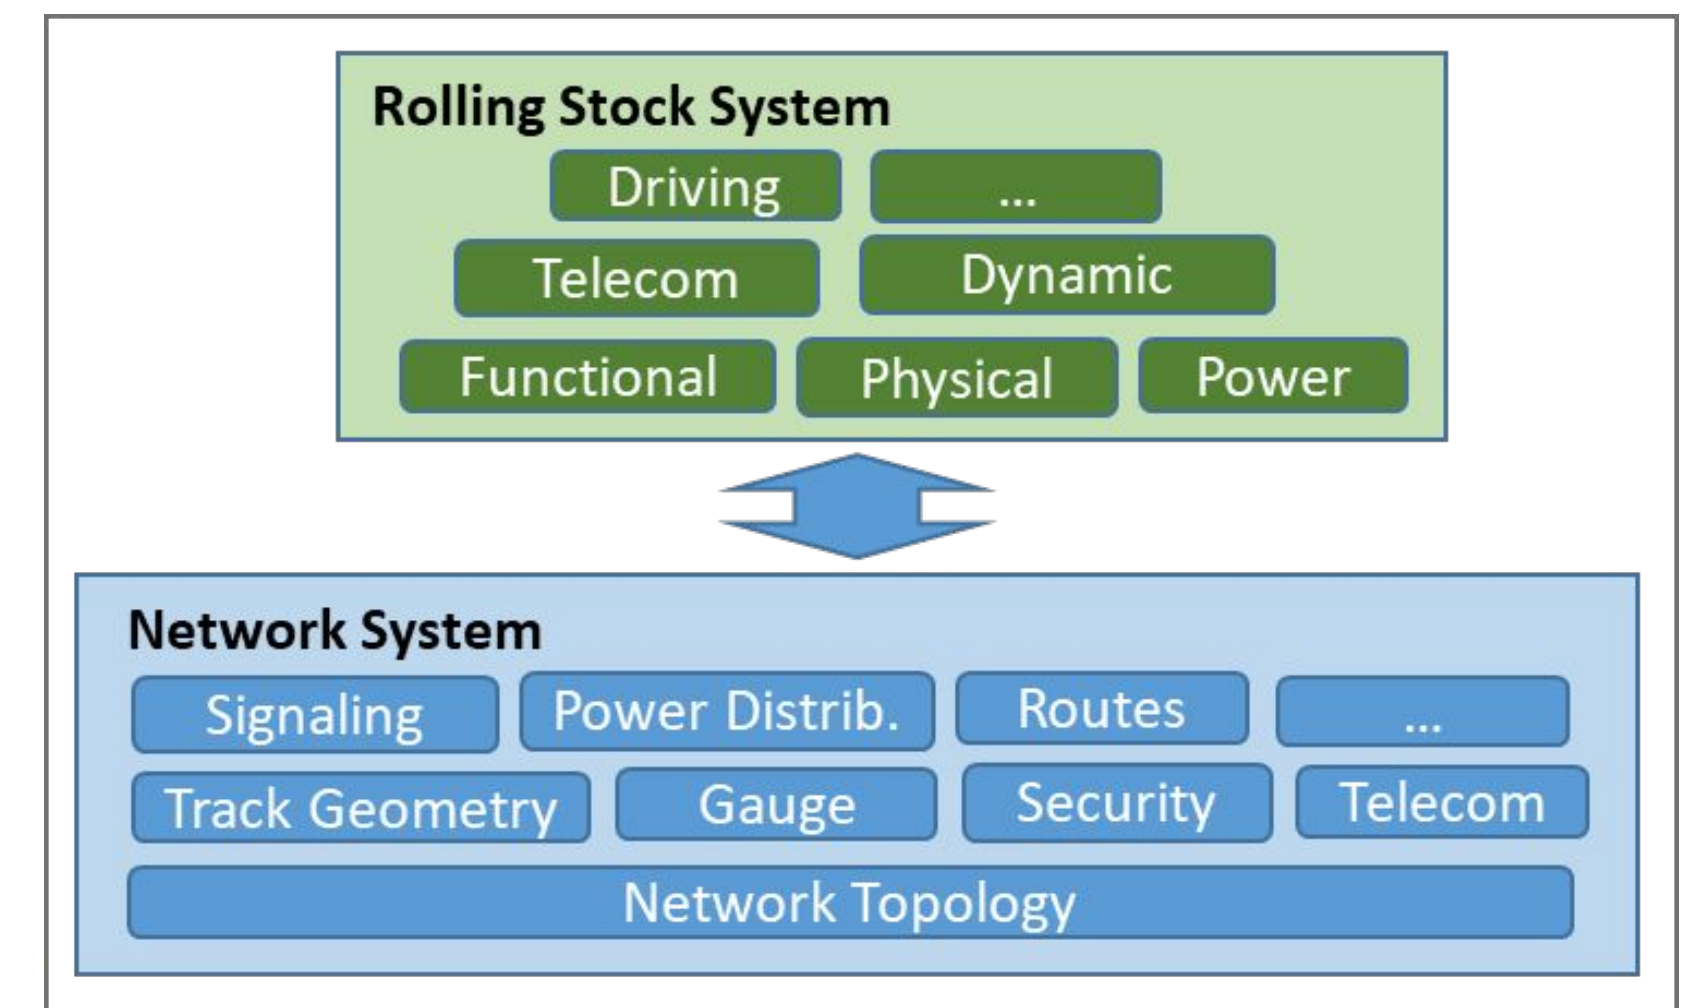 Rolling Stock System
Driving
...
Telecom
Dynamic
Functional
Physical
Power
Network System
Signaling
Power Distrib.
Routes
...
Track Geometry
Gauge
Security
Telecom
Network Topology